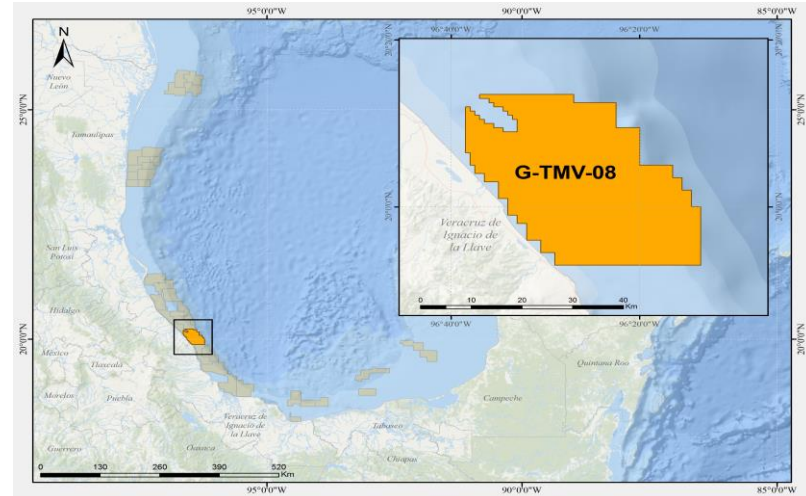 95°0'0"W
90°0'0"W
85°0'0"W
N
Nuevo
León
96°40'0"W
96°20'0"W
25°0'0"N
Tamaulipas
G-TMV-08
20°0'0"N
20°0'0"N
Veracruz de
Ignacio de
la Llave
San Luis
Potosí
0 10 20 30 40
Km
96°40'0"W
96°20'0"W
Hidalgo
20°0'0"N
20°0'0"N
México
Tlaxcala
Quintana Roo
Morelos
Puebla
Campeche
Veracruz de
Ignacio de
la Llave
Tabasco
Guerrero
Oaxaca
Chiapas
0 130 260 390 520
Km
95°0'0"W
90°0'0"W
85°0'0"W